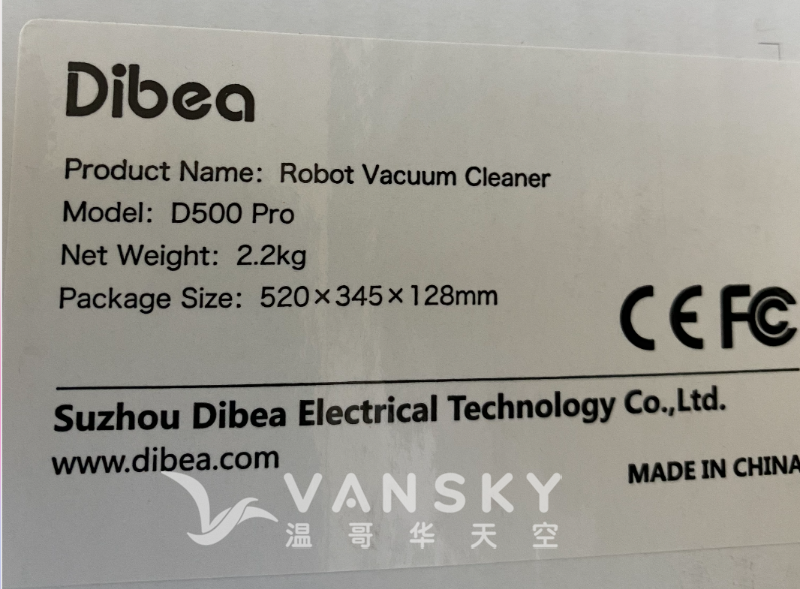 Dibea
Product Name: Robot Vacuum Cleaner
Model: D500 Pro
Net Weight: 2.2kg
Package Size: 520×345×128mm
CE FC
Suzhou Dibea Electrical Technology Co.,Ltd.
www.dibea.com
MADE IN CHINA
VANSKY
温哥华天空